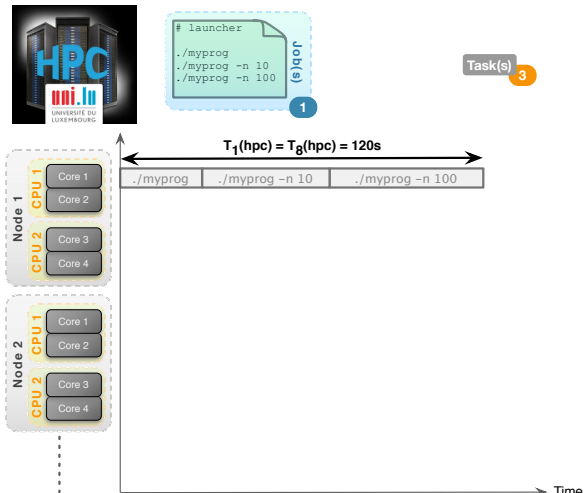 HPC
uni.lu
UNIVERSITÉ DU
LUXEMBOURG
# launcher
./myprog
./myprog -n 10
./myprog -n 100
Job(s)
1
Task(s)
3
T1(hpc) = T8(hpc) = 120s
./myprog
./myprog -n 10
./myprog -n 100
Node 1
CPU 1
Core 1
Core 2
CPU 2
Core 3
Core 4
Node 2
CPU 1
Core 1
Core 2
CPU 2
Core 3
Core 4
Time